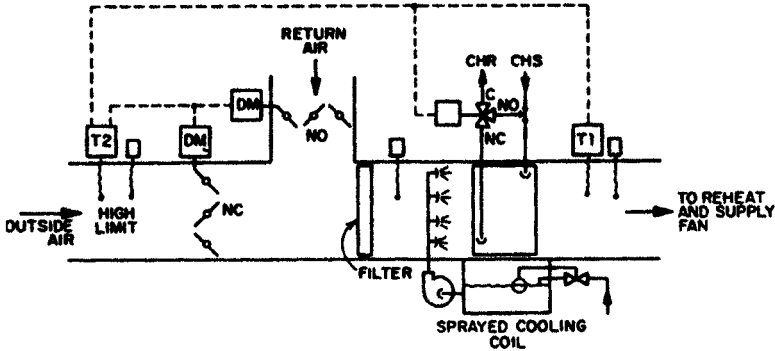 RETURN
AIR
CHR CHS
C
NO
NC
DM
NO
T2
DM
T1
HIGH
LIMIT
NC
OUTSIDE
AIR
TO REHEAT
AND SUPPLY
FAN
FILTER
SPRAYED COOLING
COIL